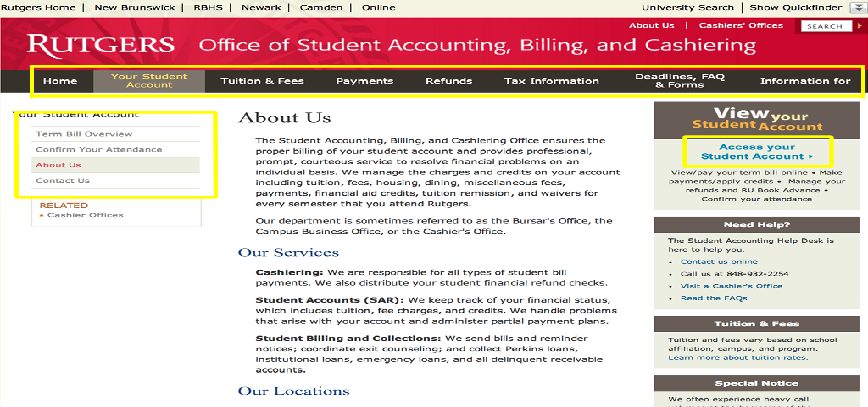 Rutgers Home | New Brunswick | RBHS | Newark | Camden | Online
University Search | Show Quickfinder
About Us | Cashiers' Offices
SEARCH
RUTGERS Office of Student Accounting, Billing, and Cashiering
Home
Your Student
Account
Tuition & Fees
Payments
Refunds
Tax Information
Deadlines, FAQ
& Forms
Information for
Your Student Account
Term Bill Overview
Confirm Your Attendance
About Us
Contact Us
RELATED
Cashier Offices
About Us
The Student Accounting, Billing, and Cashiering Office ensures the
proper billing of your student account and provides professional,
prompt, courteous service to resolve financial problems on an
individual basis. We manage the charges and credits on your account
including tuition, fees, housing, dining, miscellaneous fees,
payments, financial aid credits, tuition remission, and waivers for
every semester that you attend Rutgers.
Our department is sometimes referred to as the Bursar's Office, the
Campus Business Office, or the Cashier's Office.
Our Services
Cashiering: We are responsible for all types of student bill
payments. We also distribute your student financial refund checks.
Student Accounts (SAR): We keep track of your financial status,
which includes tuition, fee charges, and credits. We handle problems
that arise with your account and administer partial payment plans.
Student Billing and Collections: We send bills and reminder
notices; coordinate exit counseling; and collect Perkins loans,
institutional loans, emergency loans, and all delinquent receivable
accounts.
Our Locations
View your
Student Account
Access your
Student Account
View/pay your term bill online • Make
payments/apply credits • Manage your
refunds and RU Book Advance •
Confirm your attendance
Need Help?
The Student Accounting Help Desk is
here to help you.
Contact us online
Call us at 848-932-2254
Visit a Cashier's Office
Read the FAQs
Tuition & Fees
Tuition and fees vary based on school
affiliation, campus, and program.
Learn more about tuition rates.
Special Notice
We often experience heavy call